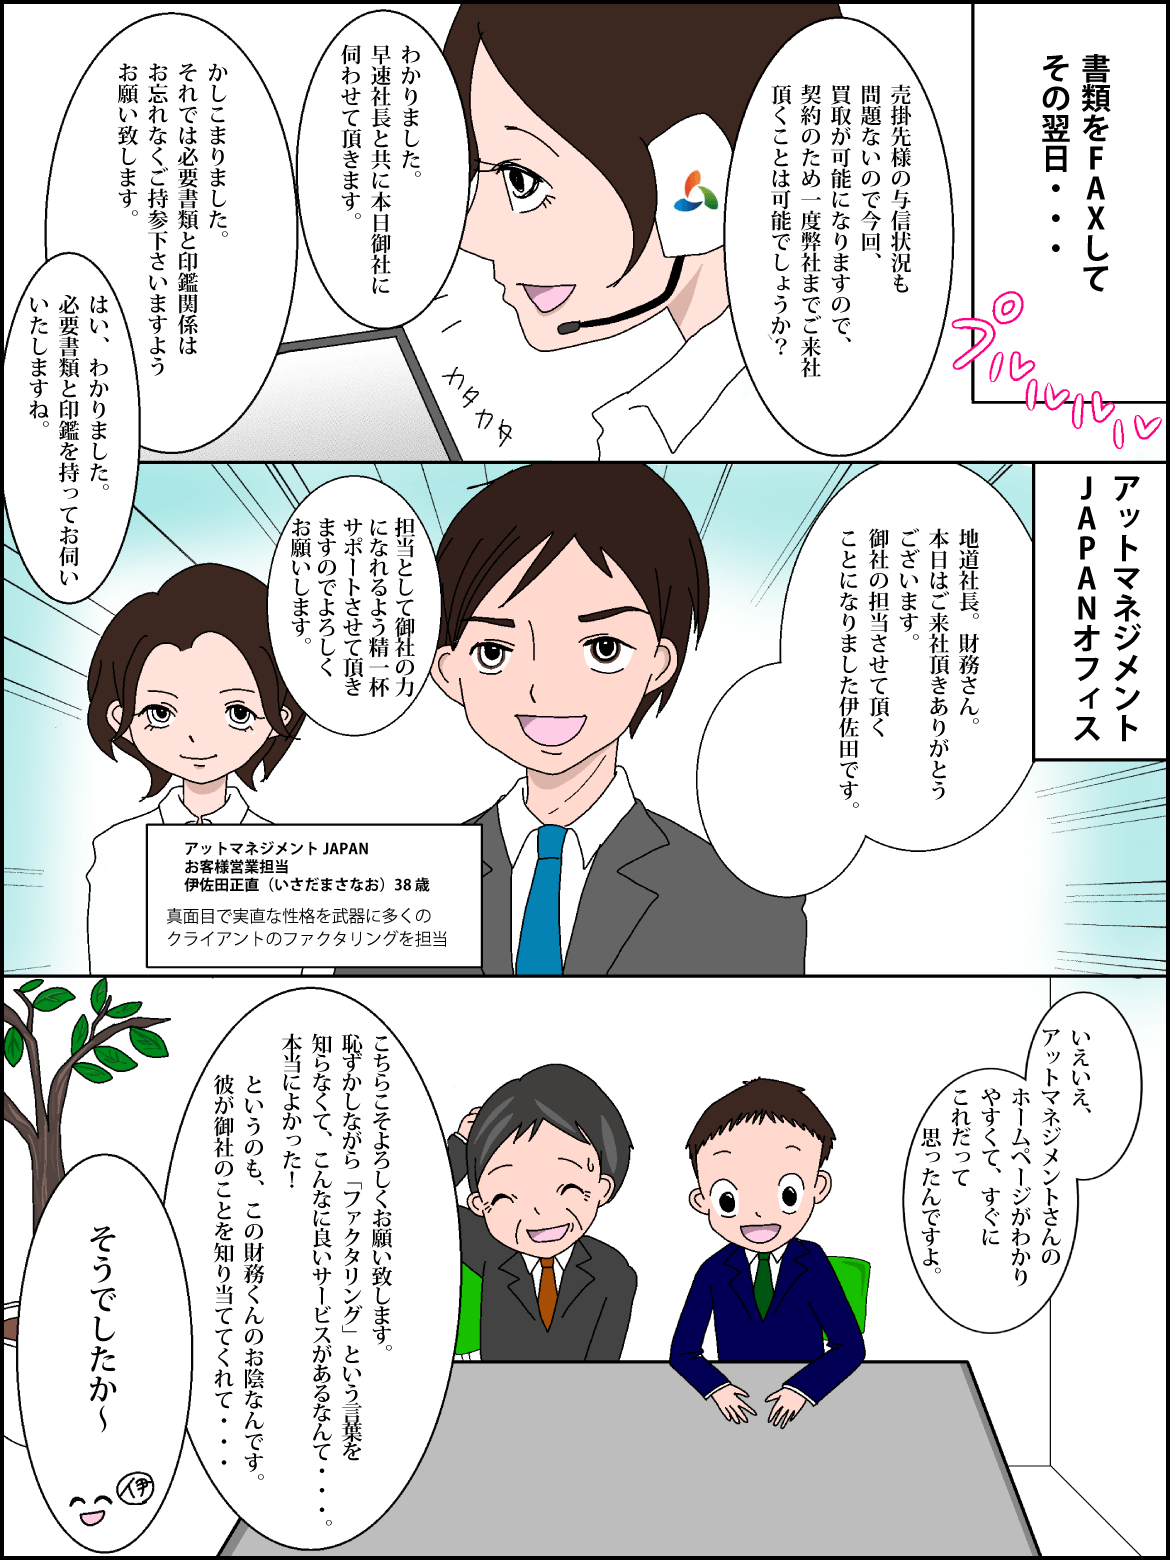 書類をFAXして
その翌日・・・
プルルルルル
売掛先様の与信状況も
問題ないので今回、
買取が可能になりますので、
契約のため一度弊社までご来社
頂くことは可能でしょうか?
わかりました。
早速社長と共に本日御社に
伺わせて頂きます。
カタカタ
かしこまりました。
それでは必要書類と印鑑関係は
お忘れなくご持参下さいますよう
お願い致します。
はい、わかりました。
必要書類と印鑑を持ってお伺い
いたしますね。
アットマネジメント
JAPANオフィス
地道社長。財務さん。
本日はご来社頂きありがとう
ございます。
御社の担当させて頂く
ことになりました伊佐田です。
担当として御社の力
になれるよう精一杯
サポートさせて頂き
ますのでよろしく
お願いします。
アットマネジメント JAPAN
お客様営業担当
伊佐田正直(いさだまさなお)38 歳
真面目で実直な性格を武器に多くの
クライアントのファクタリングを担当
いえいえ、
アットマネジメントさんの
ホームページがわかり
やすくて、すぐに
これだって
思ったんですよ。
こちらこそよろしくお願い致します。
恥ずかしながら「ファクタリング」という言葉を
知らなくて、こんなに良いサービスがあるなんて・・・・。
本当によかった!
というのも、この財務くんのお陰なんです。
彼が御社のことを知り当ててくれて・・・・
そうでしたか～
伊